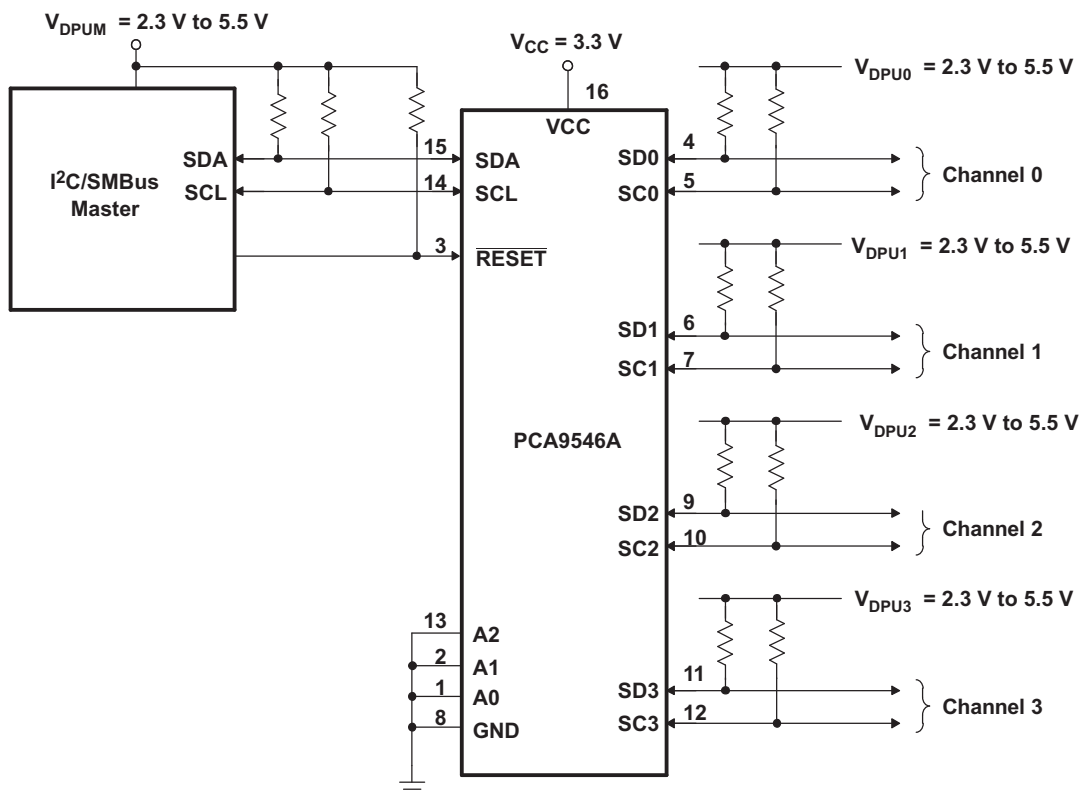 V_DPUM = 2.3 V to 5.5 V
V_CC = 3.3 V
V_DPU0 = 2.3 V to 5.5 V
16
VCC
I²C/SMBus
Master
SDA
SCL
15
14
3
SDA
SCL
RESET
SD0
SC0
4
5
Channel 0
V_DPU1 = 2.3 V to 5.5 V
SD1
SC1
6
7
Channel 1
V_DPU2 = 2.3 V to 5.5 V
PCA9546A
SD2
SC2
9
10
Channel 2
V_DPU3 = 2.3 V to 5.5 V
13
2
1
8
A2
A1
A0
GND
SD3
SC3
11
12
Channel 3